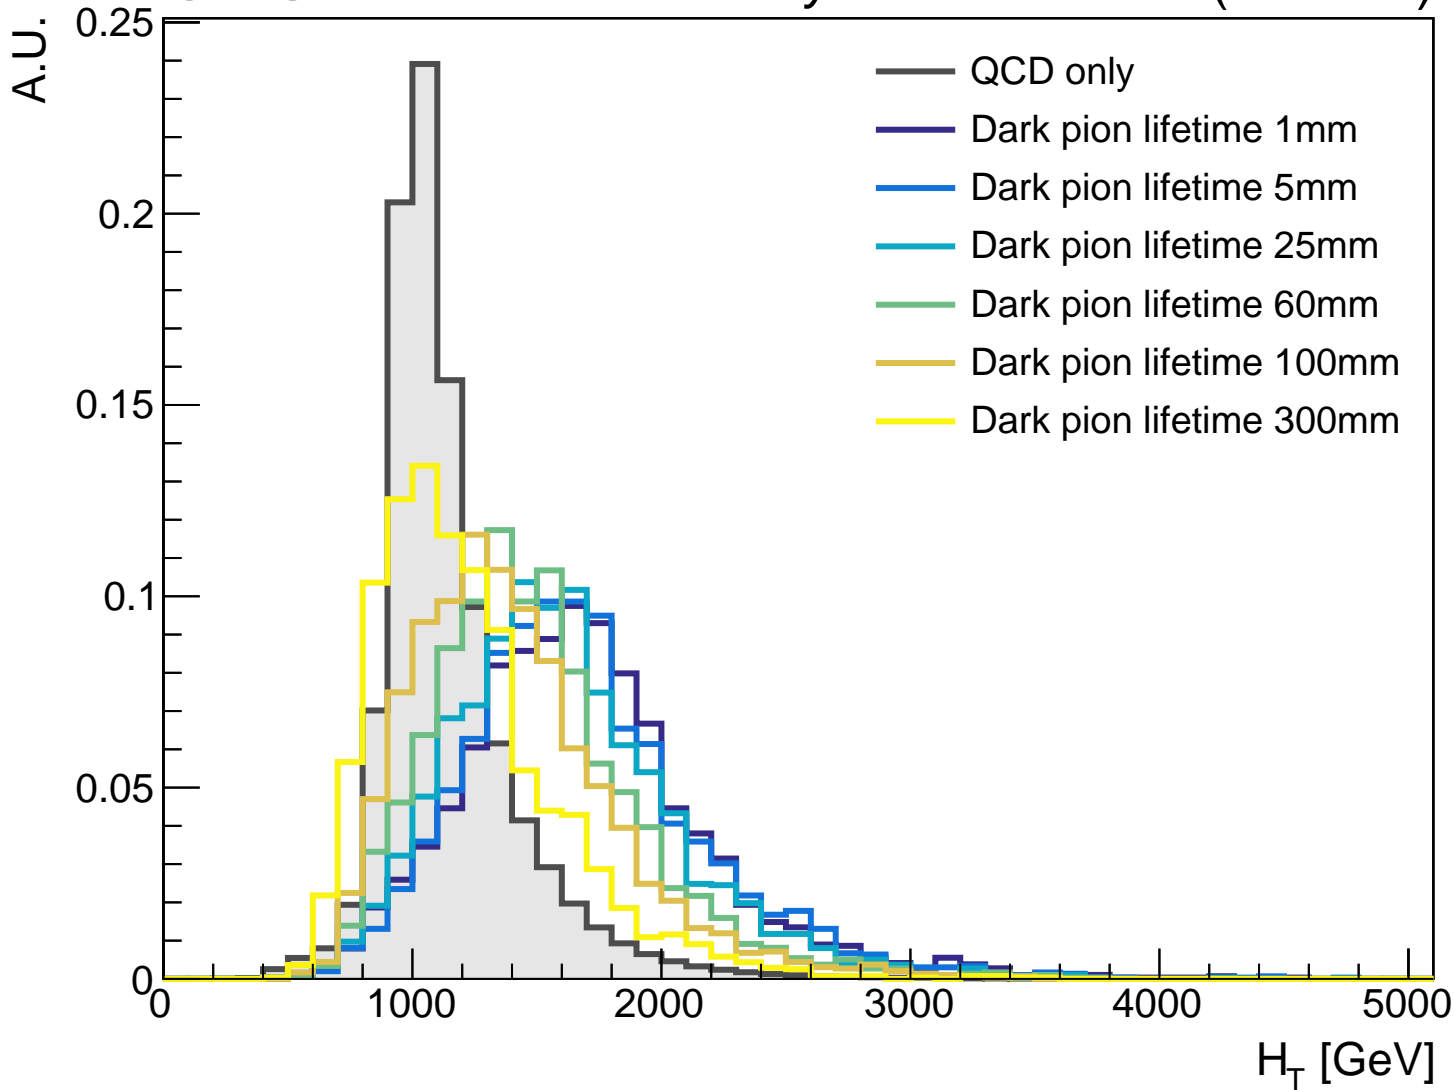 A.U.
0.25
0.2
0.15
0.1
0.05
0
QCD only
Dark pion lifetime 1mm
Dark pion lifetime 5mm
Dark pion lifetime 25mm
Dark pion lifetime 60mm
Dark pion lifetime 100mm
Dark pion lifetime 300mm
0 1000 2000 3000 4000 5000
H_T [GeV]